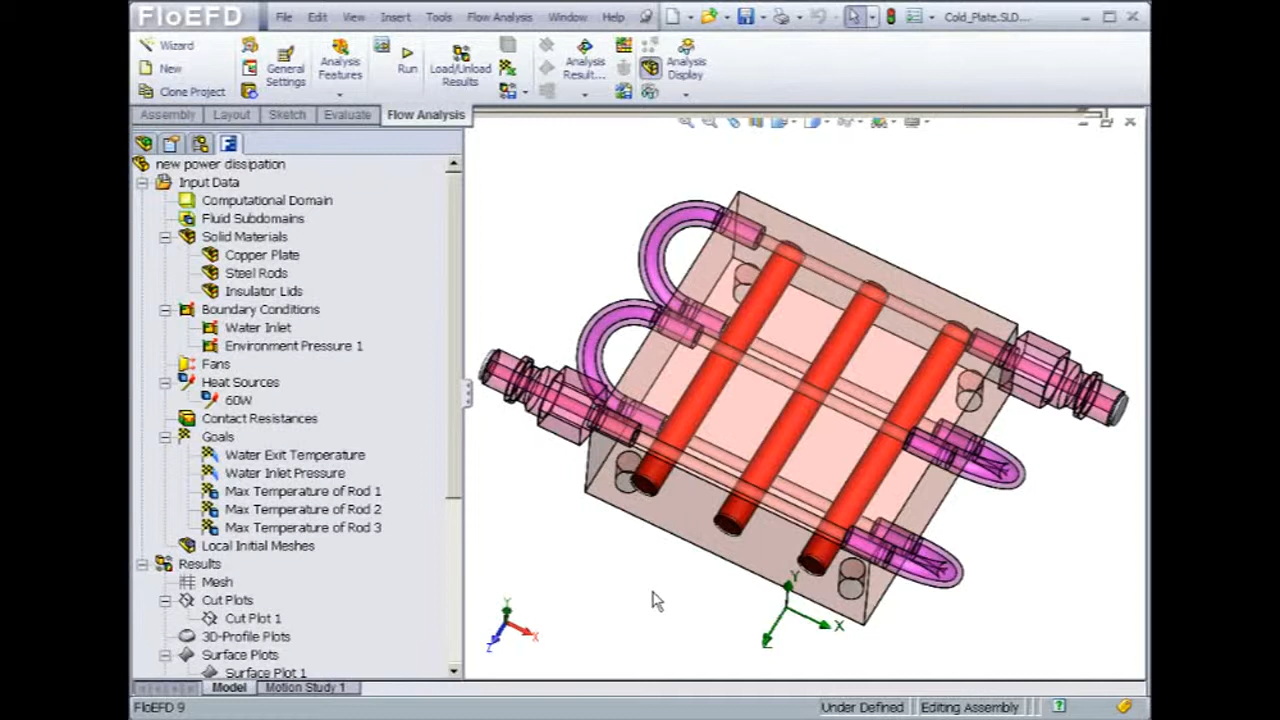 FloEFD
File Edit View Insert Tools Flow Analysis Window Help
Cold_Plate.SLD...
Wizard
New
Clone Project
General Settings
Analysis Features
Run
Load/Unload Results
Analysis Result...
Analysis Display
Assembly Layout Sketch Evaluate Flow Analysis
new power dissipation
Input Data
Computational Domain
Fluid Subdomains
Solid Materials
Copper Plate
Steel Rods
Insulator Lids
Boundary Conditions
Water Inlet
Environment Pressure 1
Fans
Heat Sources
60W
Contact Resistances
Goals
Water Exit Temperature
Water Inlet Pressure
Max Temperature of Rod 1
Max Temperature of Rod 2
Max Temperature of Rod 3
Local Initial Meshes
Results
Mesh
Cut Plots
Cut Plot 1
3D-Profile Plots
Surface Plots
Surface Plot 1
Y
X
Z
Y
X
Z
Model Motion Study 1
FloEFD 9
Under Defined
Editing Assembly
?